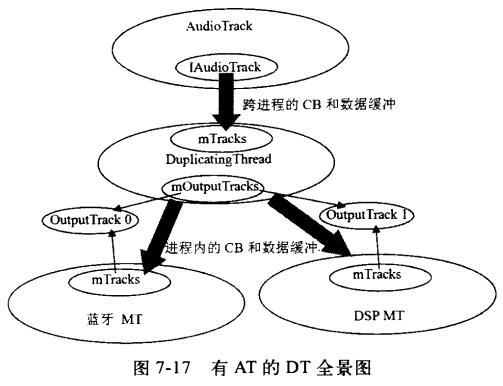 AudioTrack
IAudioTrack
跨进程的 CB 和数据缓冲
mTracks
DuplicatingThread
mOutputTracks
OutputTrack 0
OutputTrack 1
进程内的 CB 和数据缓冲
mTracks
mTracks
蓝牙 MT
DSP MT
图 7-17 有 AT 的 DT 全景图